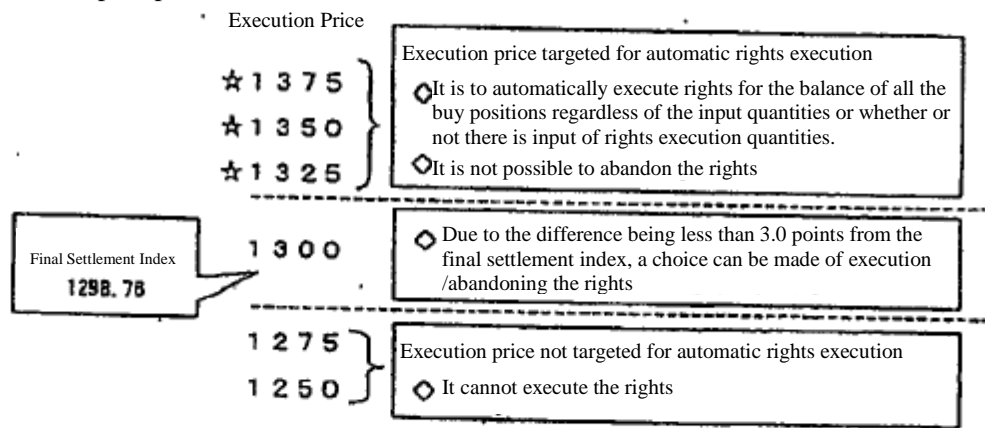 Execution Price
☆1375
☆1350
☆1325
Execution price targeted for automatic rights execution
◇It is to automatically execute rights for the balance of all the
buy positions regardless of the input quantities or whether or
not there is input of rights execution quantities.
◇It is not possible to abandon the rights
Final Settlement Index
1298.76
1300
◇ Due to the difference being less than 3.0 points from the
final settlement index, a choice can be made of execution
/abandoning the rights
1275
1250
Execution price not targeted for automatic rights execution
◇ It cannot execute the rights